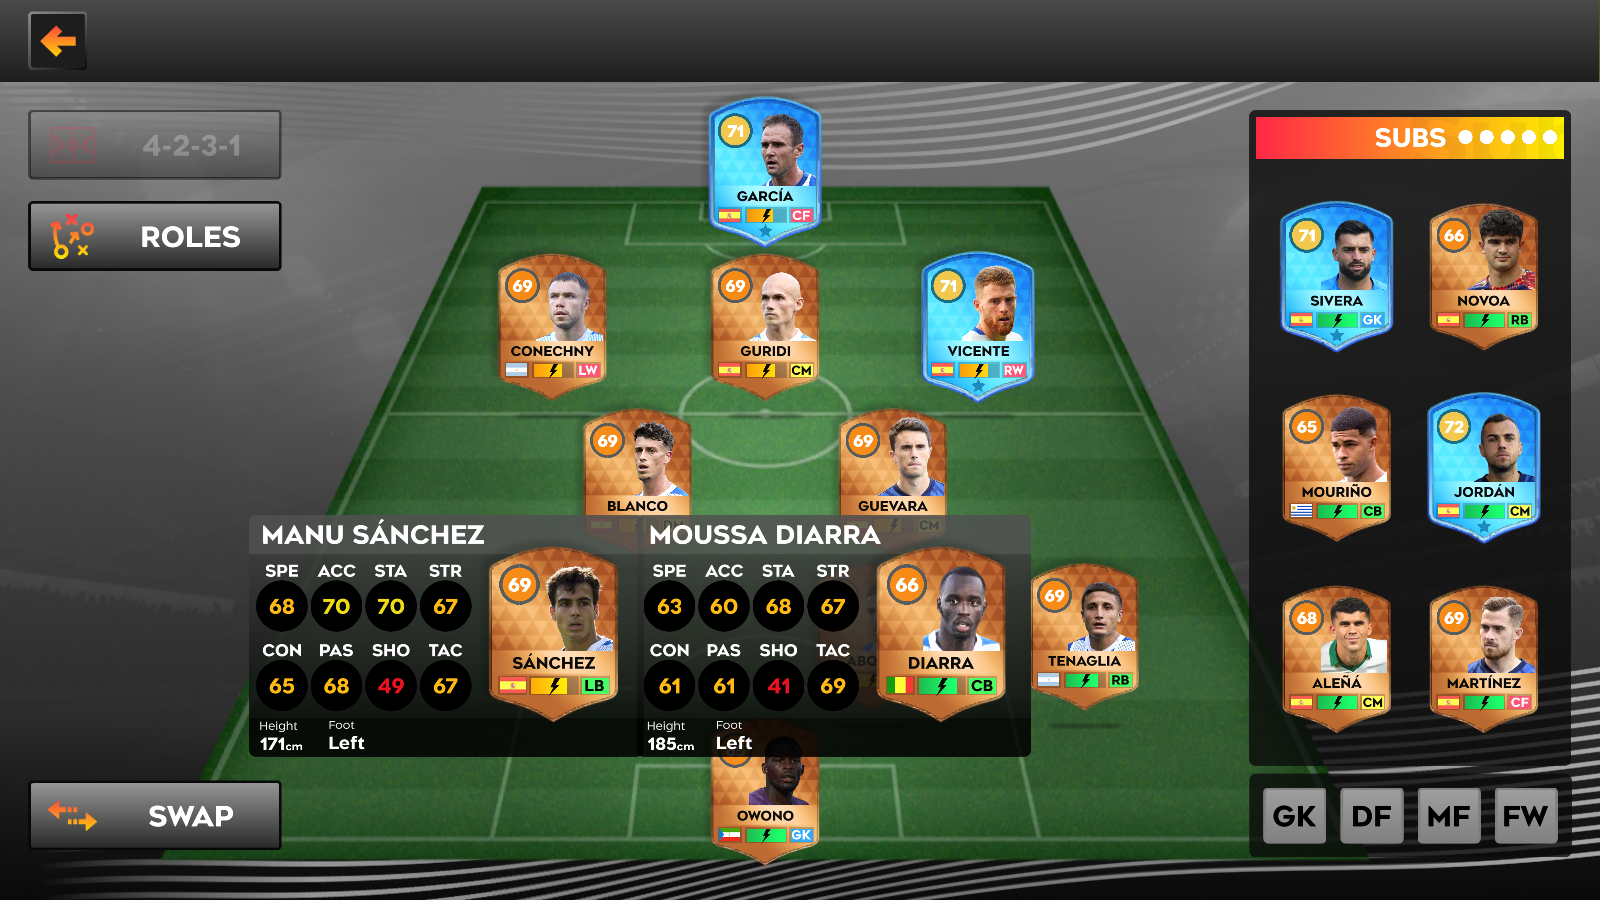 4-2-3-1
ROLES
71
GARCÍA
CF
69
CONECHNY
LW
69
GURIDI
CM
71
VICENTE
RW
69
BLANCO
69
GUEVARA
CM
MANU SÁNCHEZ
SPE ACC STA STR
68 70 70 67
CON PAS SHO TAC
65 68 49 67
Height Foot
171cm Left
69
SÁNCHEZ
LB
MOUSSA DIARRA
SPE ACC STA STR
63 60 68 67
CON PAS SHO TAC
61 61 41 69
Height Foot
185cm Left
66
DIARRA
CB
69
TENAGLIA
RB
OWONO
GK
SWAP
SUBS
71
SIVERA
GK
66
NOVOA
RB
65
MOURIÑO
CB
72
JORDÁN
CM
68
ALEÑÁ
CM
69
MARTÍNEZ
CF
GK DF MF FW